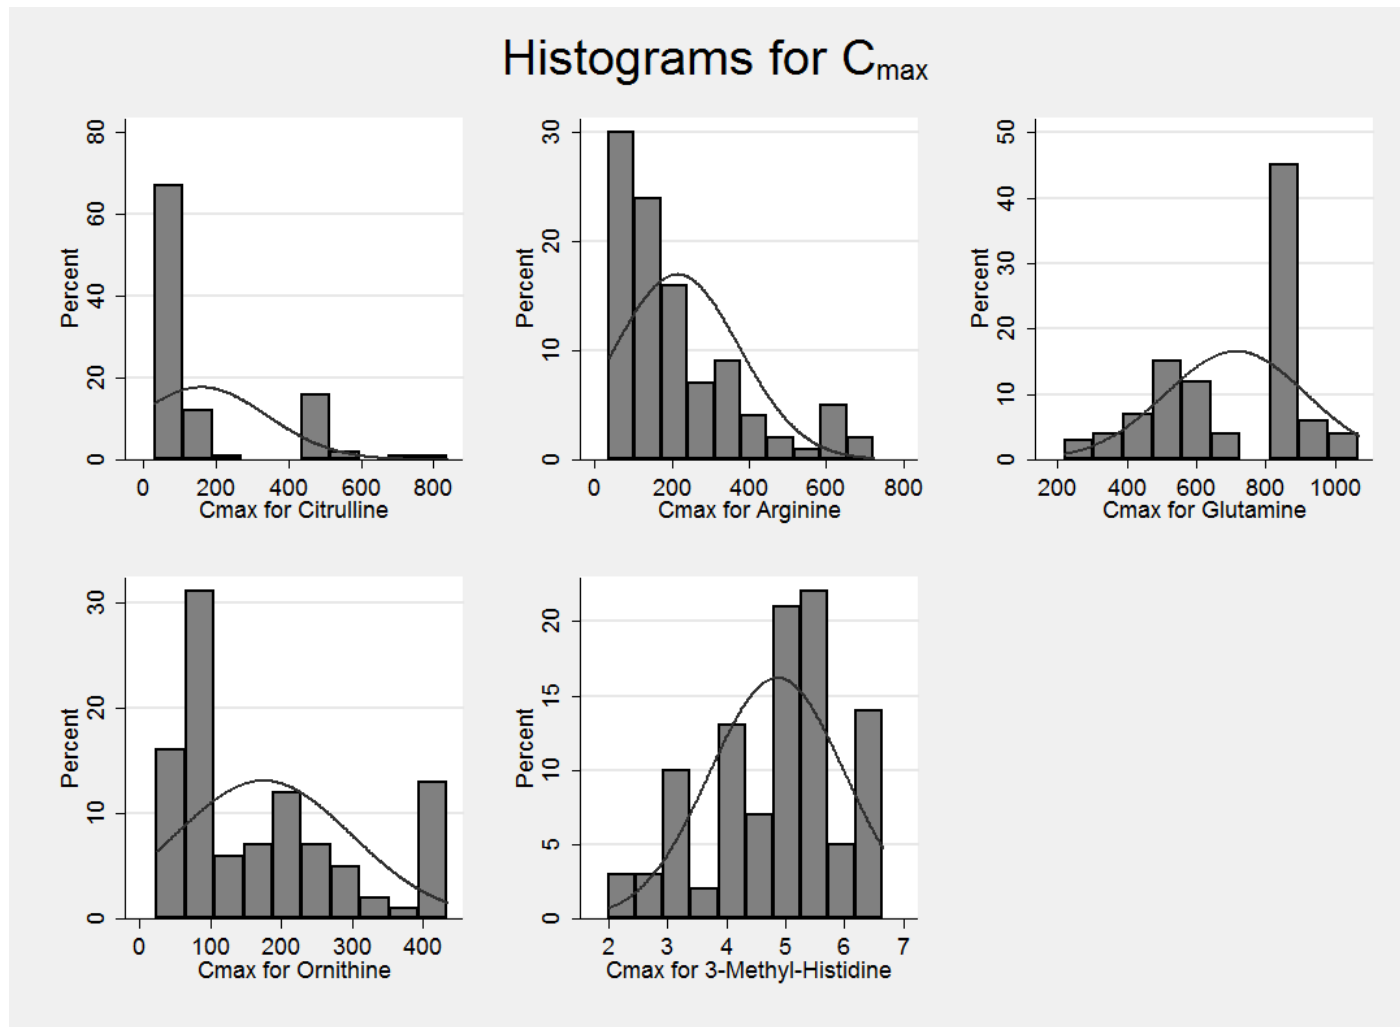 Histograms for Cmax
80
60
40
20
0
Percent
0 200 400 600 800
Cmax for Citrulline
30
20
10
0
Percent
0 200 400 600 800
Cmax for Arginine
50
40
30
20
10
0
Percent
200 400 600 800 1000
Cmax for Glutamine
30
20
10
0
Percent
0 100 200 300 400
Cmax for Ornithine
20
15
10
5
0
Percent
2 3 4 5 6 7
Cmax for 3-Methyl-Histidine